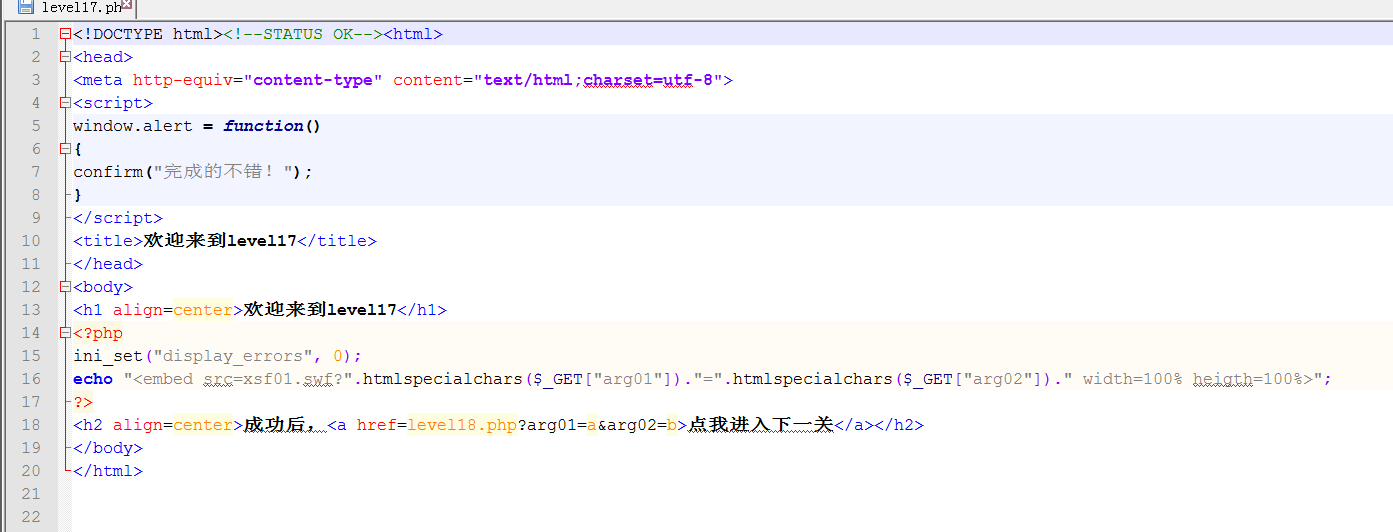 level17.ph
1 <!DOCTYPE html><!--STATUS OK--><html>
2 <head>
3 <meta http-equiv="content-type" content="text/html;charset=utf-8">
4 <script>
5 window.alert = function()
6 {
7 confirm("完成的不错！");
8 }
9 </script>
10 <title>欢迎来到level17</title>
11 </head>
12 <body>
13 <h1 align=center>欢迎来到level17</h1>
14 <?php
15 ini_set("display_errors", 0);
16 echo "<embed src=xsf01.swf?".htmlspecialchars($_GET["arg01"])."=".htmlspecialchars($_GET["arg02"])." width=100% heigth=100%>";
17 ?>
18 <h2 align=center>成功后，<a href=level18.php?arg01=a&arg02=b>点我进入下一关</a></h2>
19 </body>
20 </html>
21
22